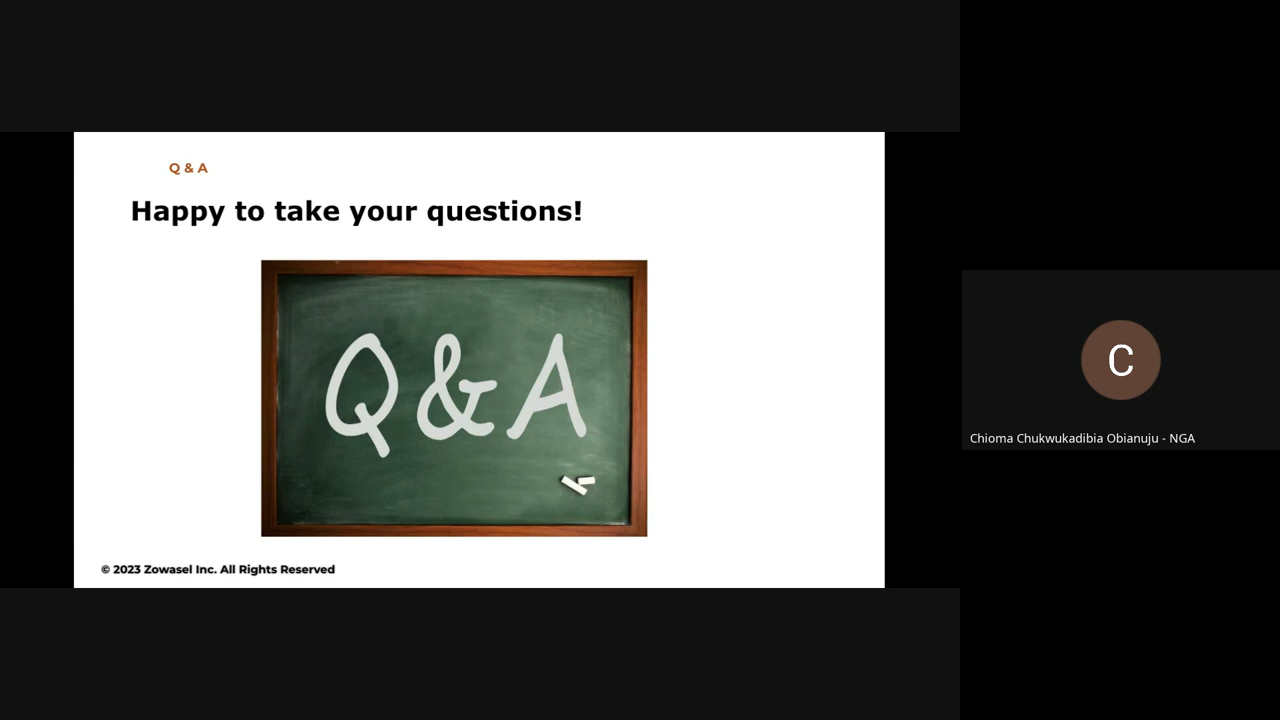 Q & A
Happy to take your questions!
Q & A
© 2023 Zowasel Inc. All Rights Reserved
C
Chioma Chukwukadibia Obianuju - NGA